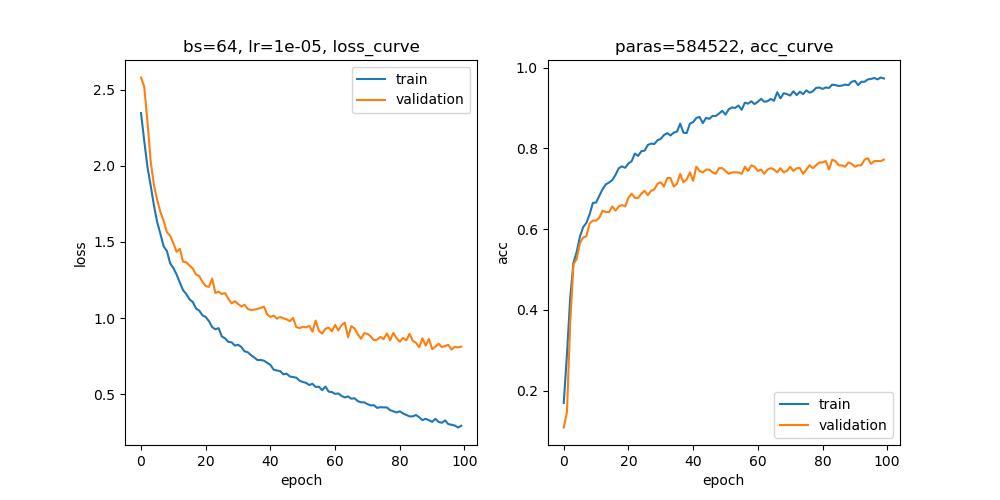 bs=64, lr=1e-05, loss_curve
train
validation
2.5
2.0
1.5
1.0
0.5
loss
0
20
40
60
80
100
epoch
paras=584522, acc_curve
1.0
0.8
0.6
0.4
0.2
acc
train
validation
0
20
40
60
80
100
epoch